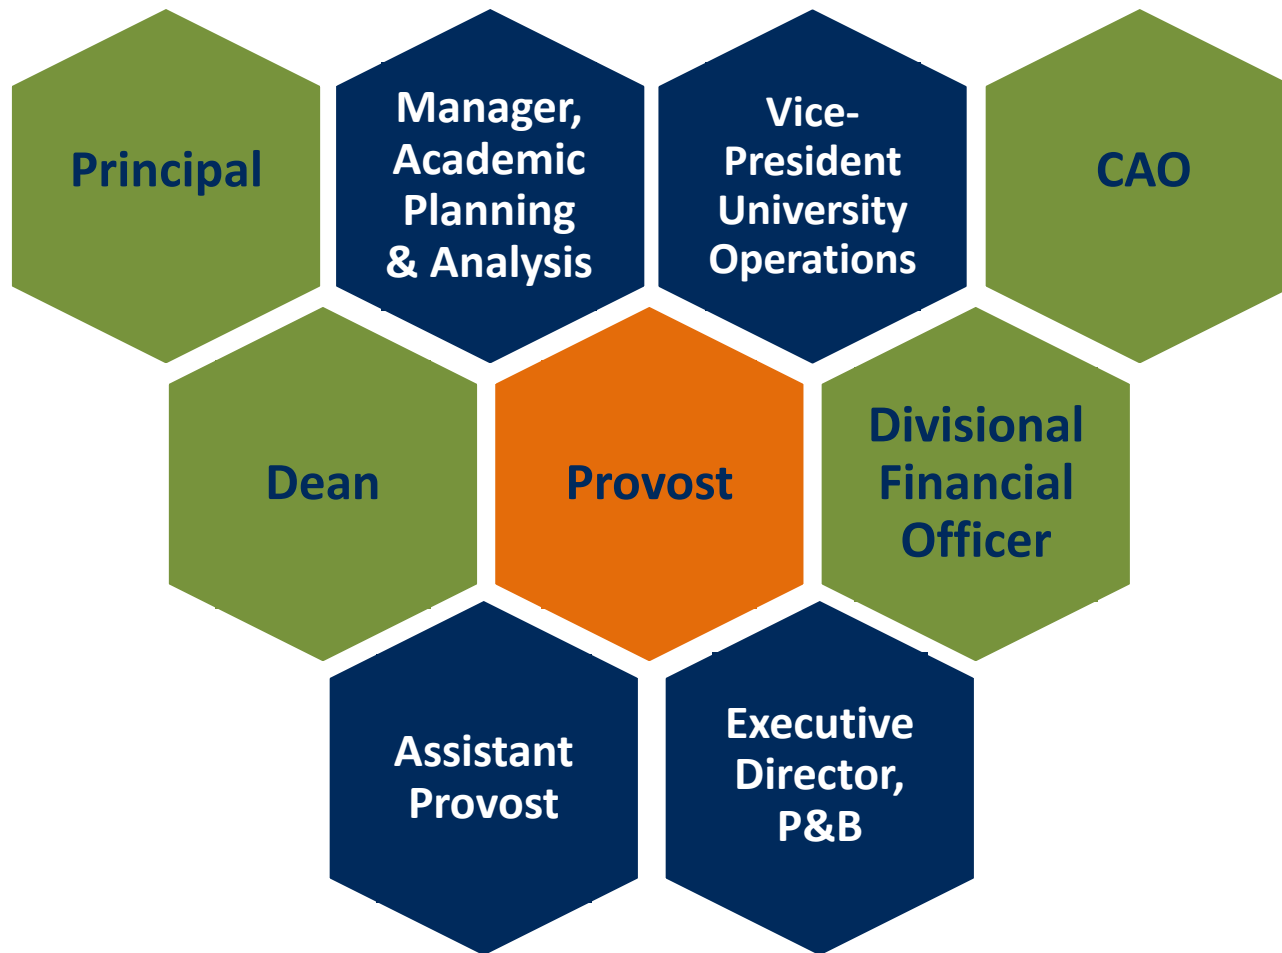 Principal
Manager,
Academic
Planning
& Analysis
Vice-
President
University
Operations
CAO
Dean
Provost
Divisional
Financial
Officer
Assistant
Provost
Executive
Director,
P&B